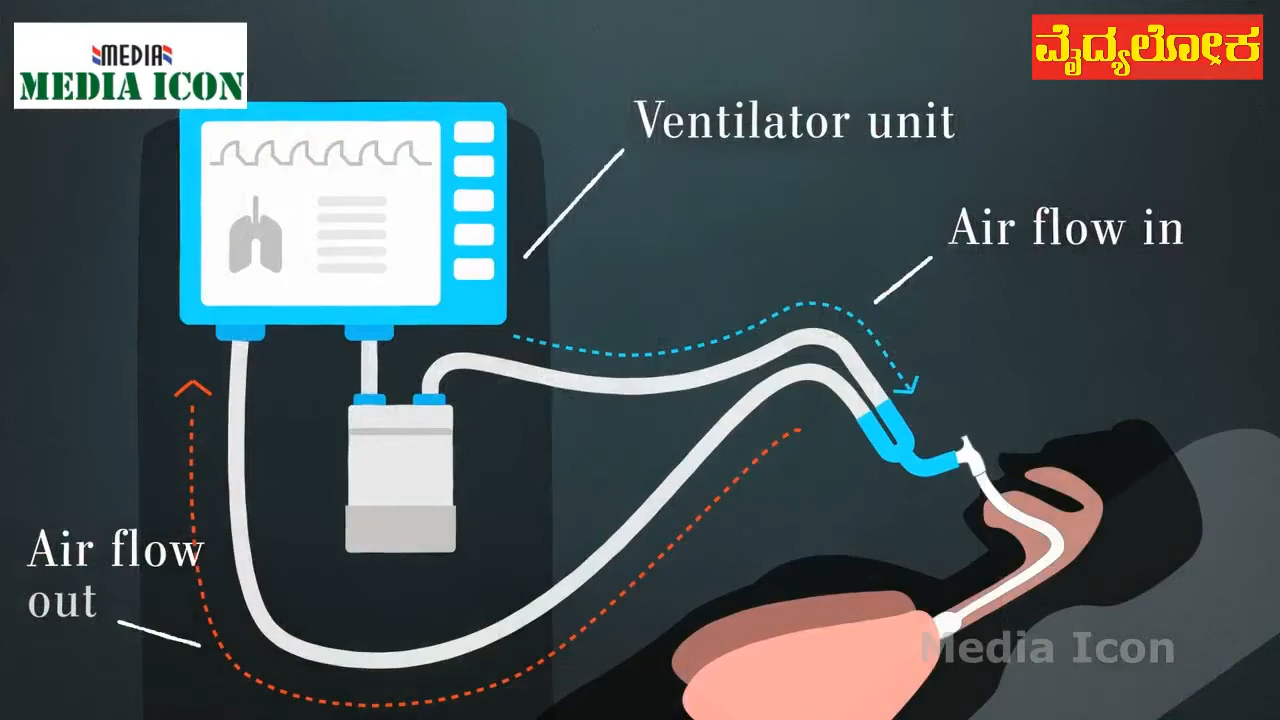 MEDIA
MEDIA ICON
ವೈದ್ಯಲೋಕ
Ventilator unit
Air flow in
Air flow
out
Media Icon